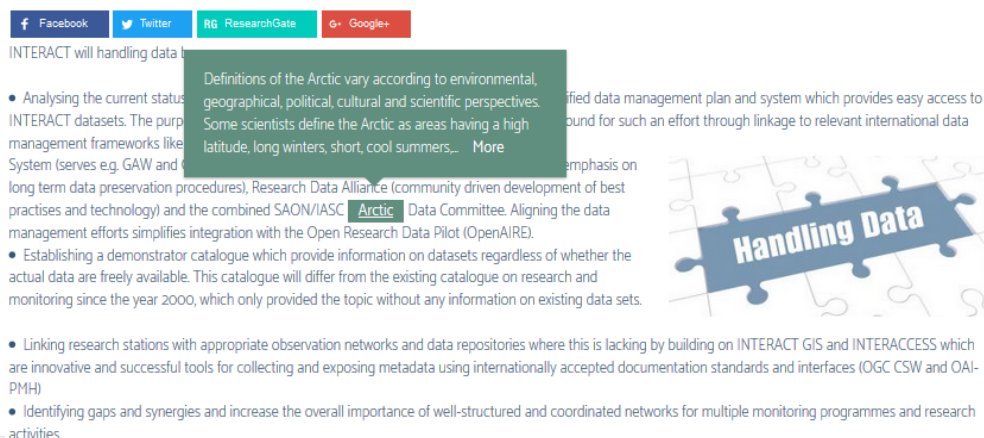 Facebook Twitter RG ResearchGate G+ Google+
INTERACT will handling data
Definitions of the Arctic vary according to environmental,
geographical, political, cultural and scientific perspectives.
Some scientists define the Arctic as areas having a high
latitude, long winters, short, cool summers,... More
• Analysing the current status data management plan and system which provides easy access to
INTERACT datasets. The for such an effort through linkage to relevant international data
management frameworks like
System (serves e.g. GAW and emphasis on
long term data preservation procedures), Research Data Alliance (community driven development of best
practises and technology) and the combined SAON/IASC Arctic Data Committee. Aligning the data
management efforts simplifies integration with the Open Research Data Pilot (OpenAIRE).
• Establishing a demonstrator catalogue which provide information on datasets regardless of whether the
actual data are freely available. This catalogue will differ from the existing catalogue on research and
monitoring since the year 2000, which only provided the topic without any information on existing data sets.
Handling Data
• Linking research stations with appropriate observation networks and data repositories where this is lacking by building on INTERACT GIS and INTERACCESS which
are innovative and successful tools for collecting and exposing metadata using internationally accepted documentation standards and interfaces (OGC CSW and OAI-
PMH)
• Identifying gaps and synergies and increase the overall importance of well-structured and coordinated networks for multiple monitoring programmes and research
activities